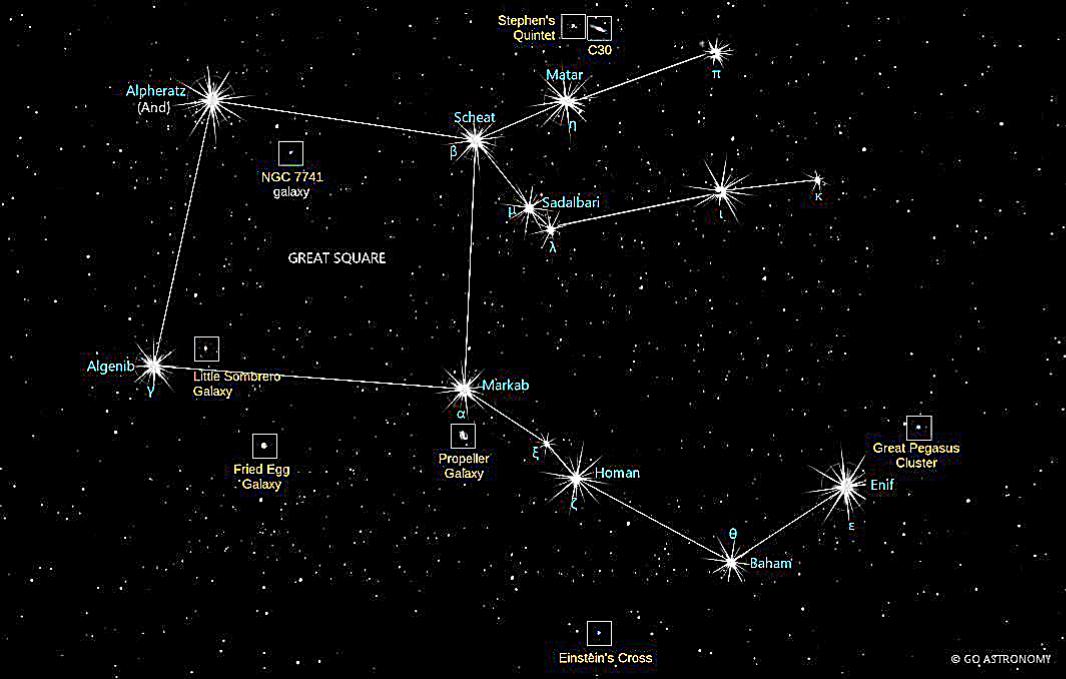 Stephen's
Quintet
C30
π
Matar
η
Alpheratz
(And)
Scheat
β
NGC 7741
galaxy
μ
Sadalbari
λ
ι
κ
GREAT SQUARE
Algenib
γ
Little Sombrero
Galaxy
Markab
α
Propeller
Galaxy
Fried Egg
Galaxy
ξ
Homan
ζ
Great Pegasus
Cluster
Enif
ε
θ
Baham
Einstein's Cross
© GO ASTRONOMY